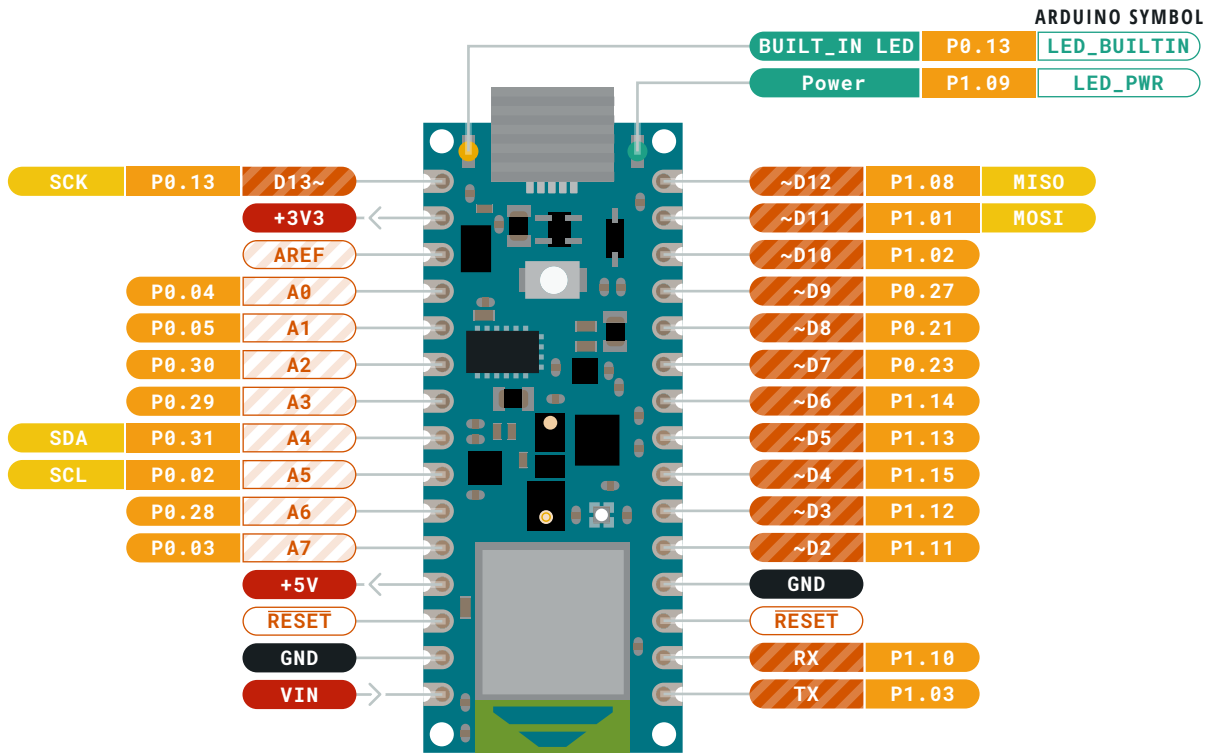 ARDUINO SYMBOL
BUILT_IN LED P0.13 LED_BUILTIN
Power P1.09 LED_PWR
SCK P0.13 D13~ ~D12 P1.08 MISO
+3V3 ~D11 P1.01 MOSI
AREF ~D10 P1.02
P0.04 A0 ~D9 P0.27
P0.05 A1 ~D8 P0.21
P0.30 A2 ~D7 P0.23
P0.29 A3 ~D6 P1.14
SDA P0.31 A4 ~D5 P1.13
SCL P0.02 A5 ~D4 P1.15
P0.28 A6 ~D3 P1.12
P0.03 A7 ~D2 P1.11
+5V GND
RESET RESET
GND RX P1.10
VIN TX P1.03